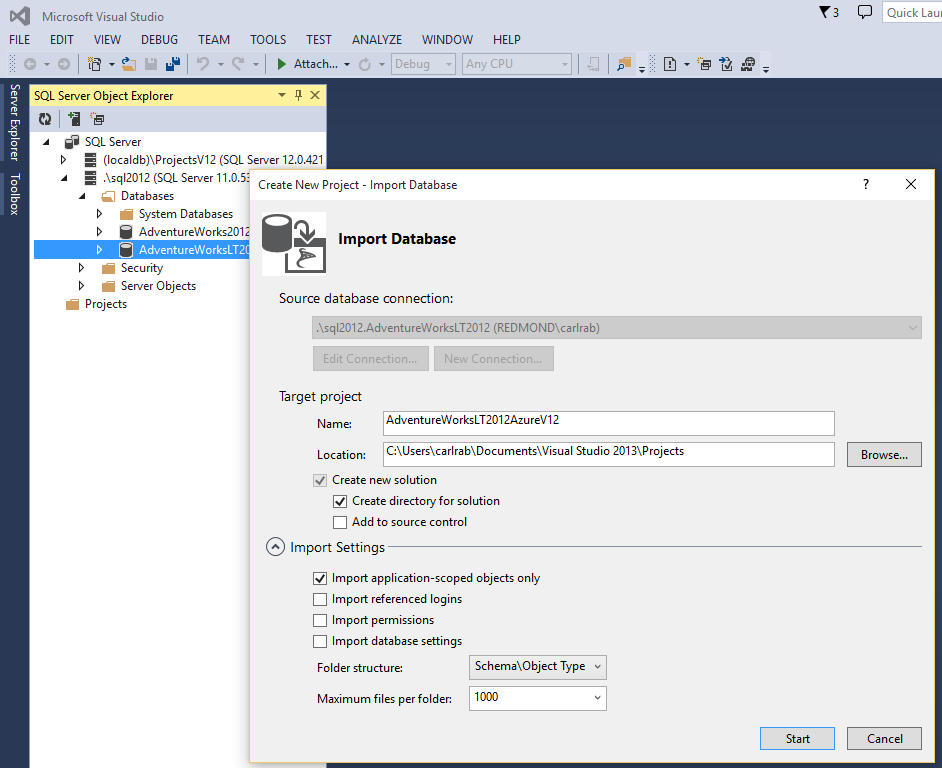 Microsoft Visual Studio
3
Quick Lau
FILE EDIT VIEW DEBUG TEAM TOOLS TEST ANALYZE WINDOW HELP
Attach... Debug Any CPU
Server Explorer
Toolbox
SQL Server Object Explorer
SQL Server
(localdb)\ProjectsV12 (SQL Server 12.0.421
.\sql2012 (SQL Server 11.0.53
Databases
System Databases
AdventureWorks2012
AdventureWorksLT20
Security
Server Objects
Projects
Create New Project - Import Database
?
Import Database
Source database connection:
.\sql2012.AdventureWorksLT2012 (REDMOND\carlrab)
Edit Connection... New Connection...
Target project
Name: AdventureWorksLT2012AzureV12
Location: C:\Users\carlrab\Documents\Visual Studio 2013\Projects Browse...
Create new solution
Create directory for solution
Add to source control
Import Settings
Import application-scoped objects only
Import referenced logins
Import permissions
Import database settings
Folder structure: Schema\Object Type
Maximum files per folder: 1000
Start Cancel